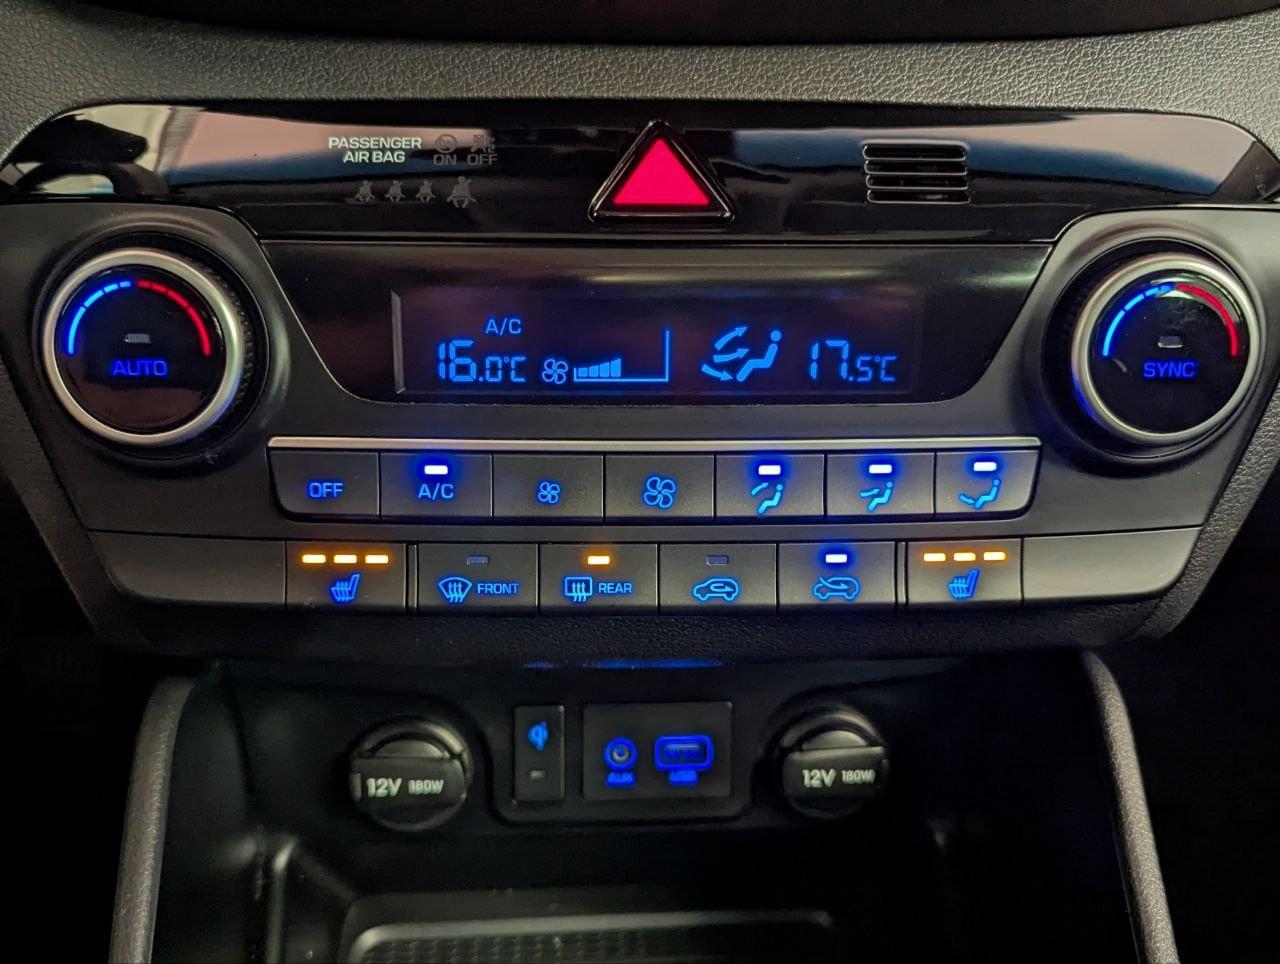 PASSENGER
AIR BAG ON OFF
A/C
16.0°C 17.5°C
AUTO
SYNC
OFF A/C
FRONT REAR
12V 180W
AUX USB
12V 180W